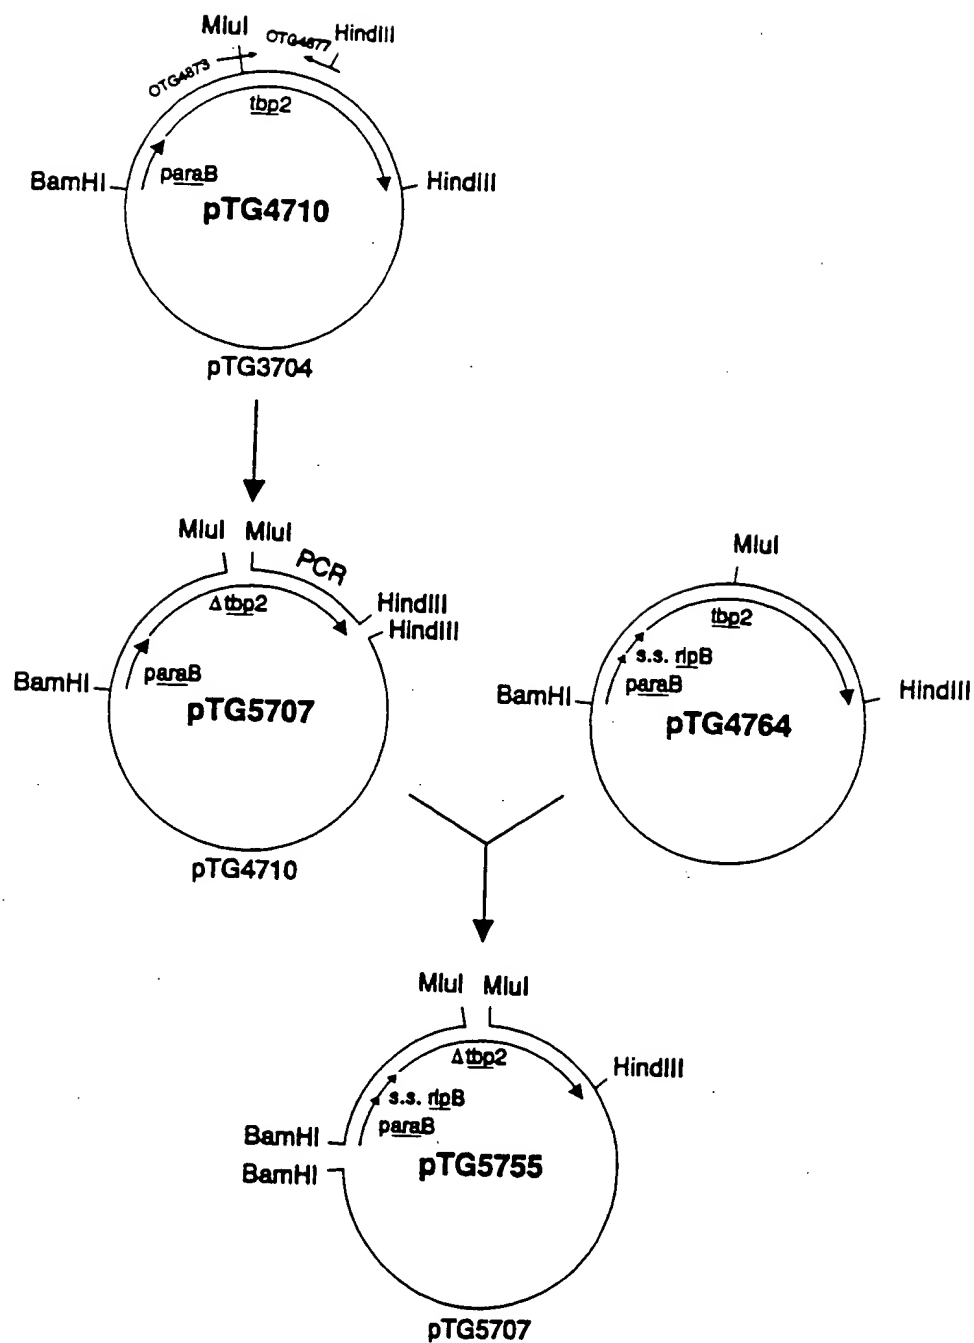 MluI
HindIII
OTG4873
OTG4877
tbp2
BamHI
paraB
HindIII
pTG4710
pTG3704
MluI MluI
PCR
Δtbp2
HindIII
HindIII
BamHI
paraB
pTG5707
pTG4710
MluI
tbp2
s.s. rlpB
BamHI
paraB
HindIII
pTG4764
MluI MluI
Δtbp2
HindIII
s.s. rlpB
BamHI
paraB
BamHI
pTG5755
pTG5707